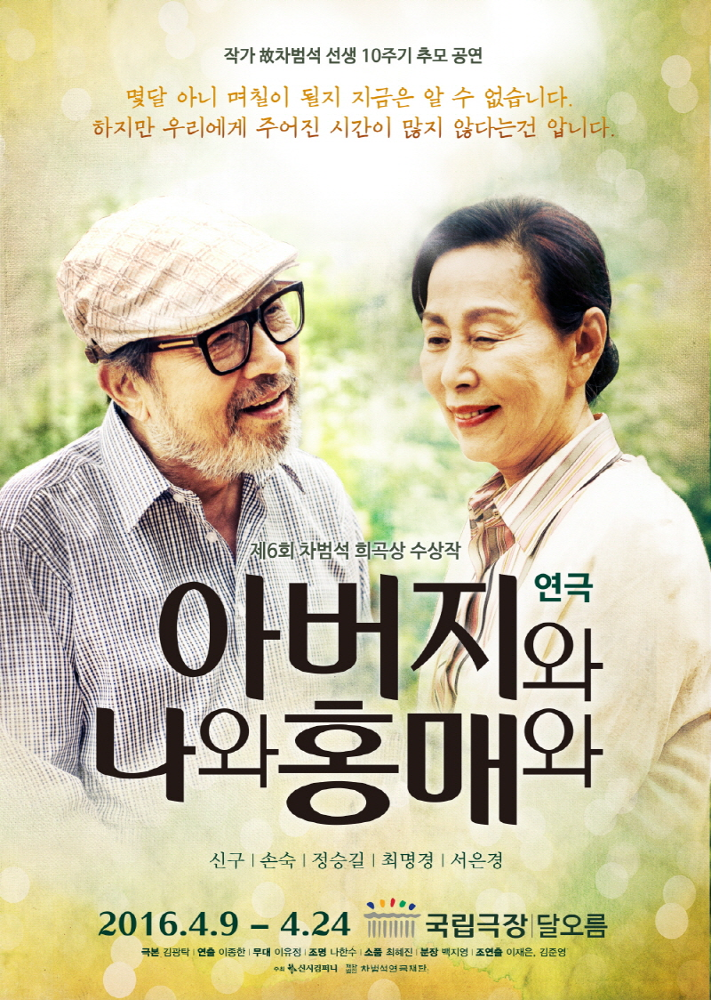 작가 故차범석 선생 10주기 추모 공연
몇달 아니 며칠이 될지 지금은 알 수 없습니다.
하지만 우리에게 주어진 시간이 많지 않다는건 압니다.
제6회 차범석 희곡상 수상작
연극
아버지와
나와 홍매와
신구 | 손숙 | 정승길 | 최명경 | 서은경
2016.4.9 – 4.24 국립극장 | 달오름
극본 김광탁 | 연출 이종한 | 무대 이유정 | 조명 나한수 | 소품 최혜진 | 분장 백지영 | 조연출 이재은, 김준영
주최 신시컴퍼니 재단법인 차범석연극재단